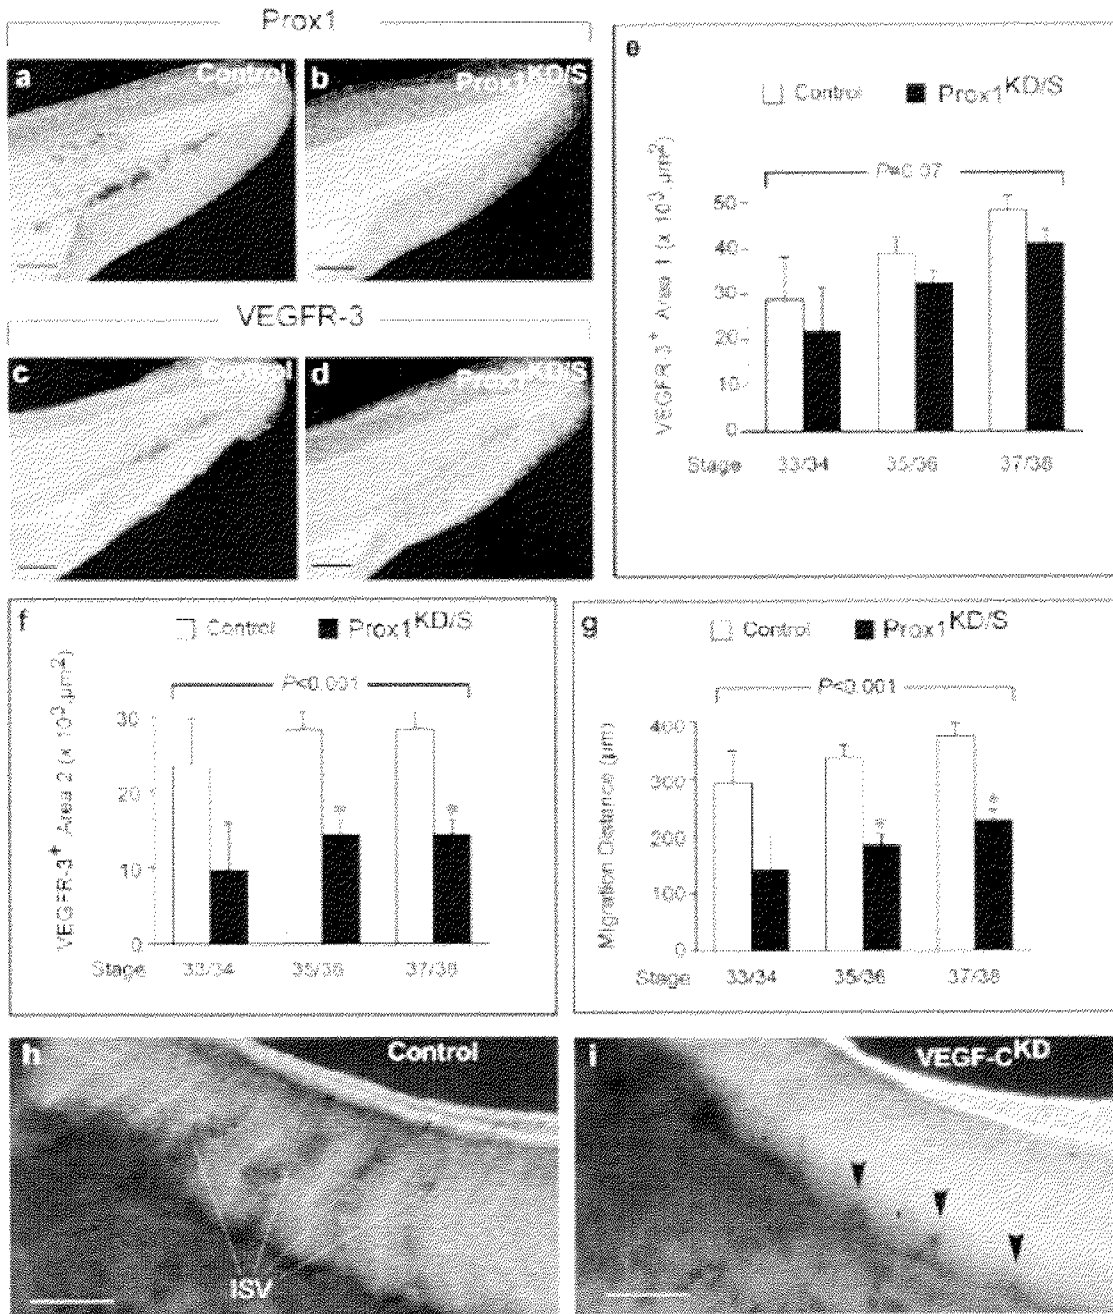 Prox1
a
Control
b
Prox1KD/S
VEGFR-3
c
Control
d
Prox1KD/S
e
Control
Prox1KD/S
P=0.07
VEGFR-3+ Area 1 (x 10³.µm²)
50
40
30
20
10
0
Stage 33/34 35/36 37/38
f
Control
Prox1KD/S
P<0.001
VEGFR-3+ Area 2 (x 10³.µm²)
30
20
10
0
* *
Stage 33/34 35/36 37/38
g
Control
Prox1KD/S
P<0.001
Migration Distance (µm)
400
300
200
100
0
* *
Stage 33/34 35/36 37/38
h
Control
ISV
i
VEGF-CKD